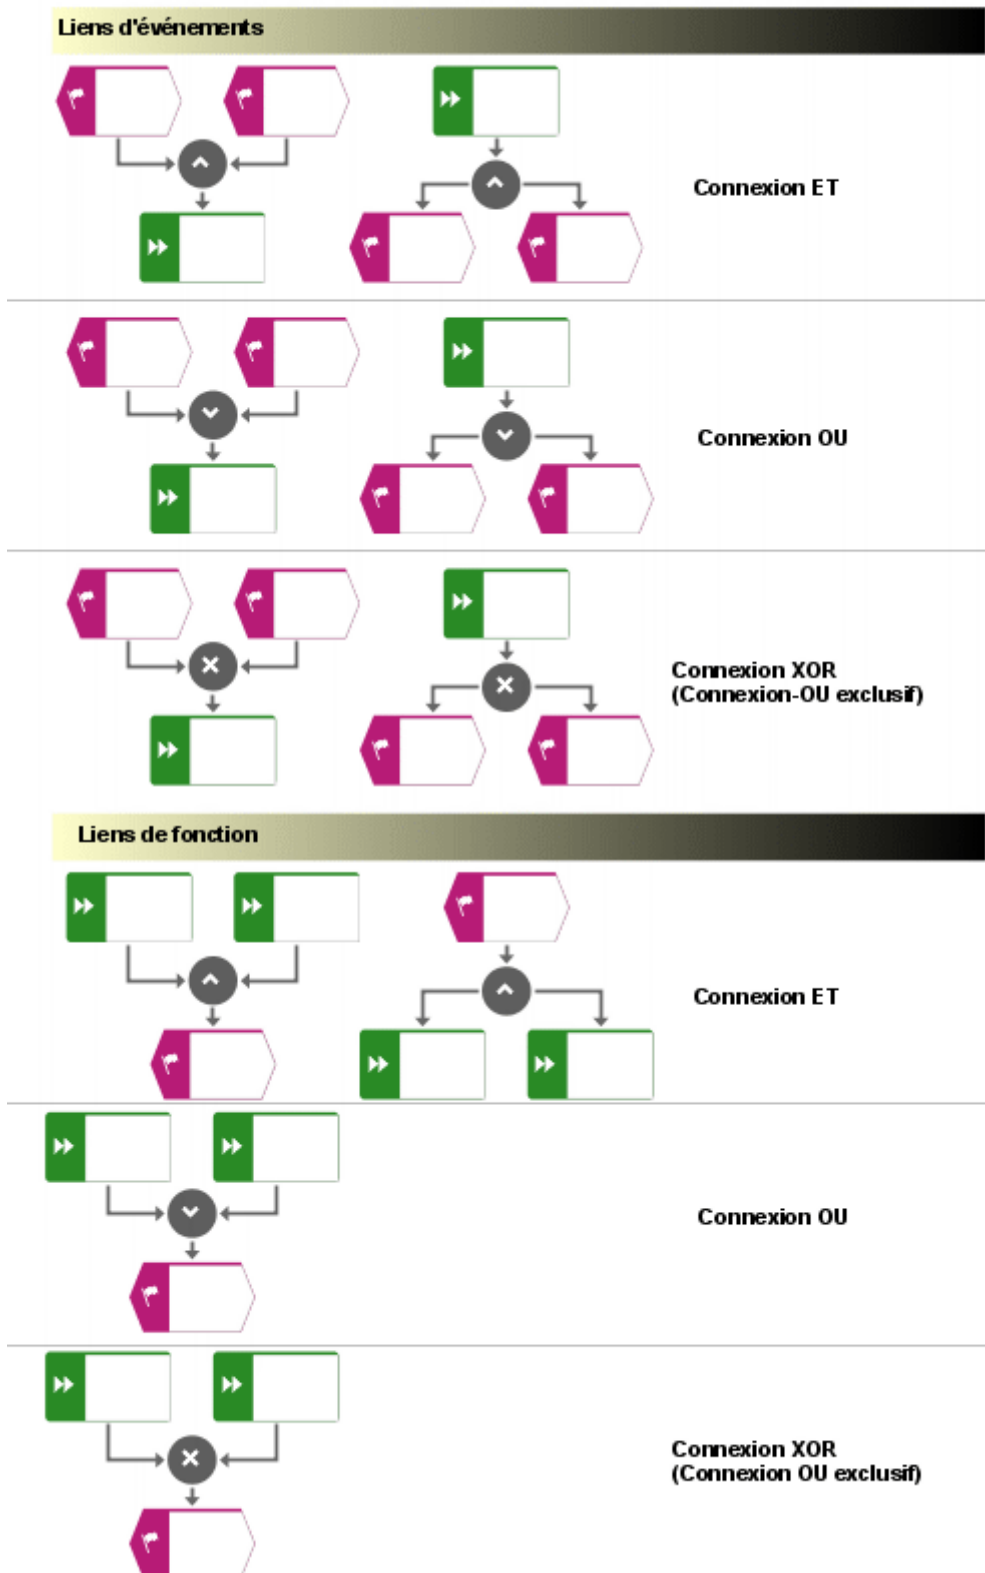 Liens d'événements
Connexion ET
Connexion OU
Connexion XOR
(Connexion-OU exclusif)
Liens de fonction
Connexion ET
Connexion OU
Connexion XOR
(Connexion OU exclusif)